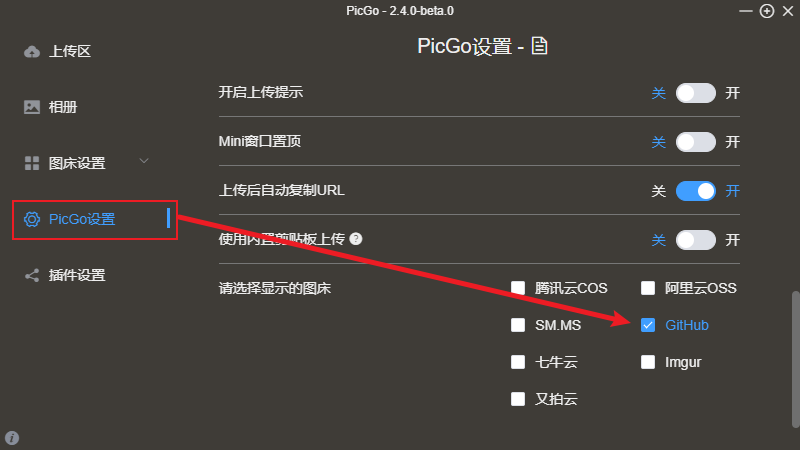 PicGo - 2.4.0-beta.0
上传区
相册
图床设置
PicGo设置
插件设置
PicGo设置 -
开启上传提示 关 开
Mini窗口置顶 关 开
上传后自动复制URL 关 开
使用内置剪贴板上传 ? 关 开
请选择显示的图床 腾讯云COS 阿里云OSS
SM.MS GitHub
七牛云 Imgur
又拍云